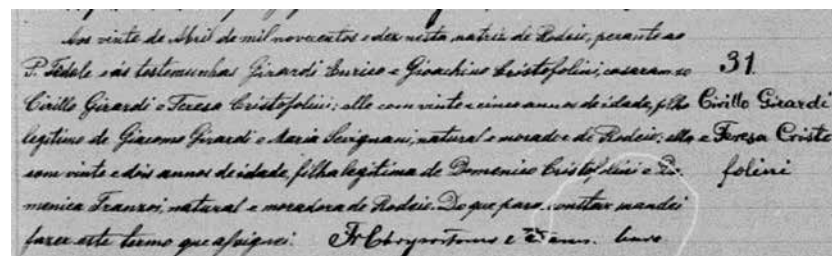 Aos vinte de Abril de mil novecentos e dez nesta matriz de Rodeio, perante ao
P. Fidele e ás testemunhas Girardi Enrico e Gioachino Cristofolini, casaram-se
31.
Cirillo Girardi e Teresa Cristofolini; elle com vinte e cinco annos de idade, filho
Cirillo Girardi
legitimo de Giacomo Girardi e Maria Sevignani, natural e morador de Rodeio; ella
e Teresa Cristo
com vinte e dois annos de idade, filha legitima de Domenico Cristofolini e Do-
folini
menica Franzoi, natural e moradora de Rodeio. Do que para constar mandei
fazer este termo que assignei. Fr Chrysostomo